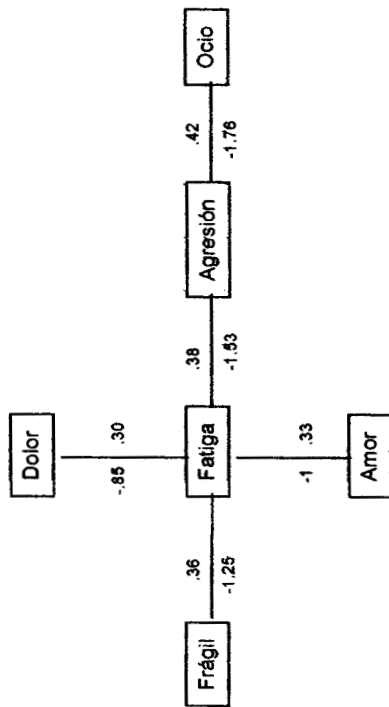 Dolor
-.85 .30
.36 .38 .42
Frágil Fatiga Agresión Ocio
-1.25 -1.53 -1.76
-1 .33
Amor